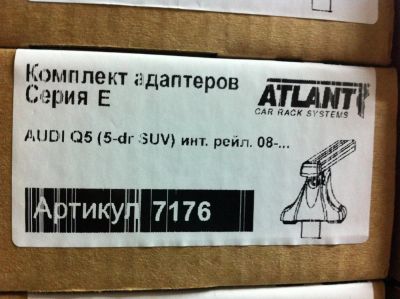 Комплект адаптеров
Серия Е
ATLANT
CAR RACK SYSTEMS
AUDI Q5 (5-dr SUV) инт. рейл. 08-...
Артикул 7176